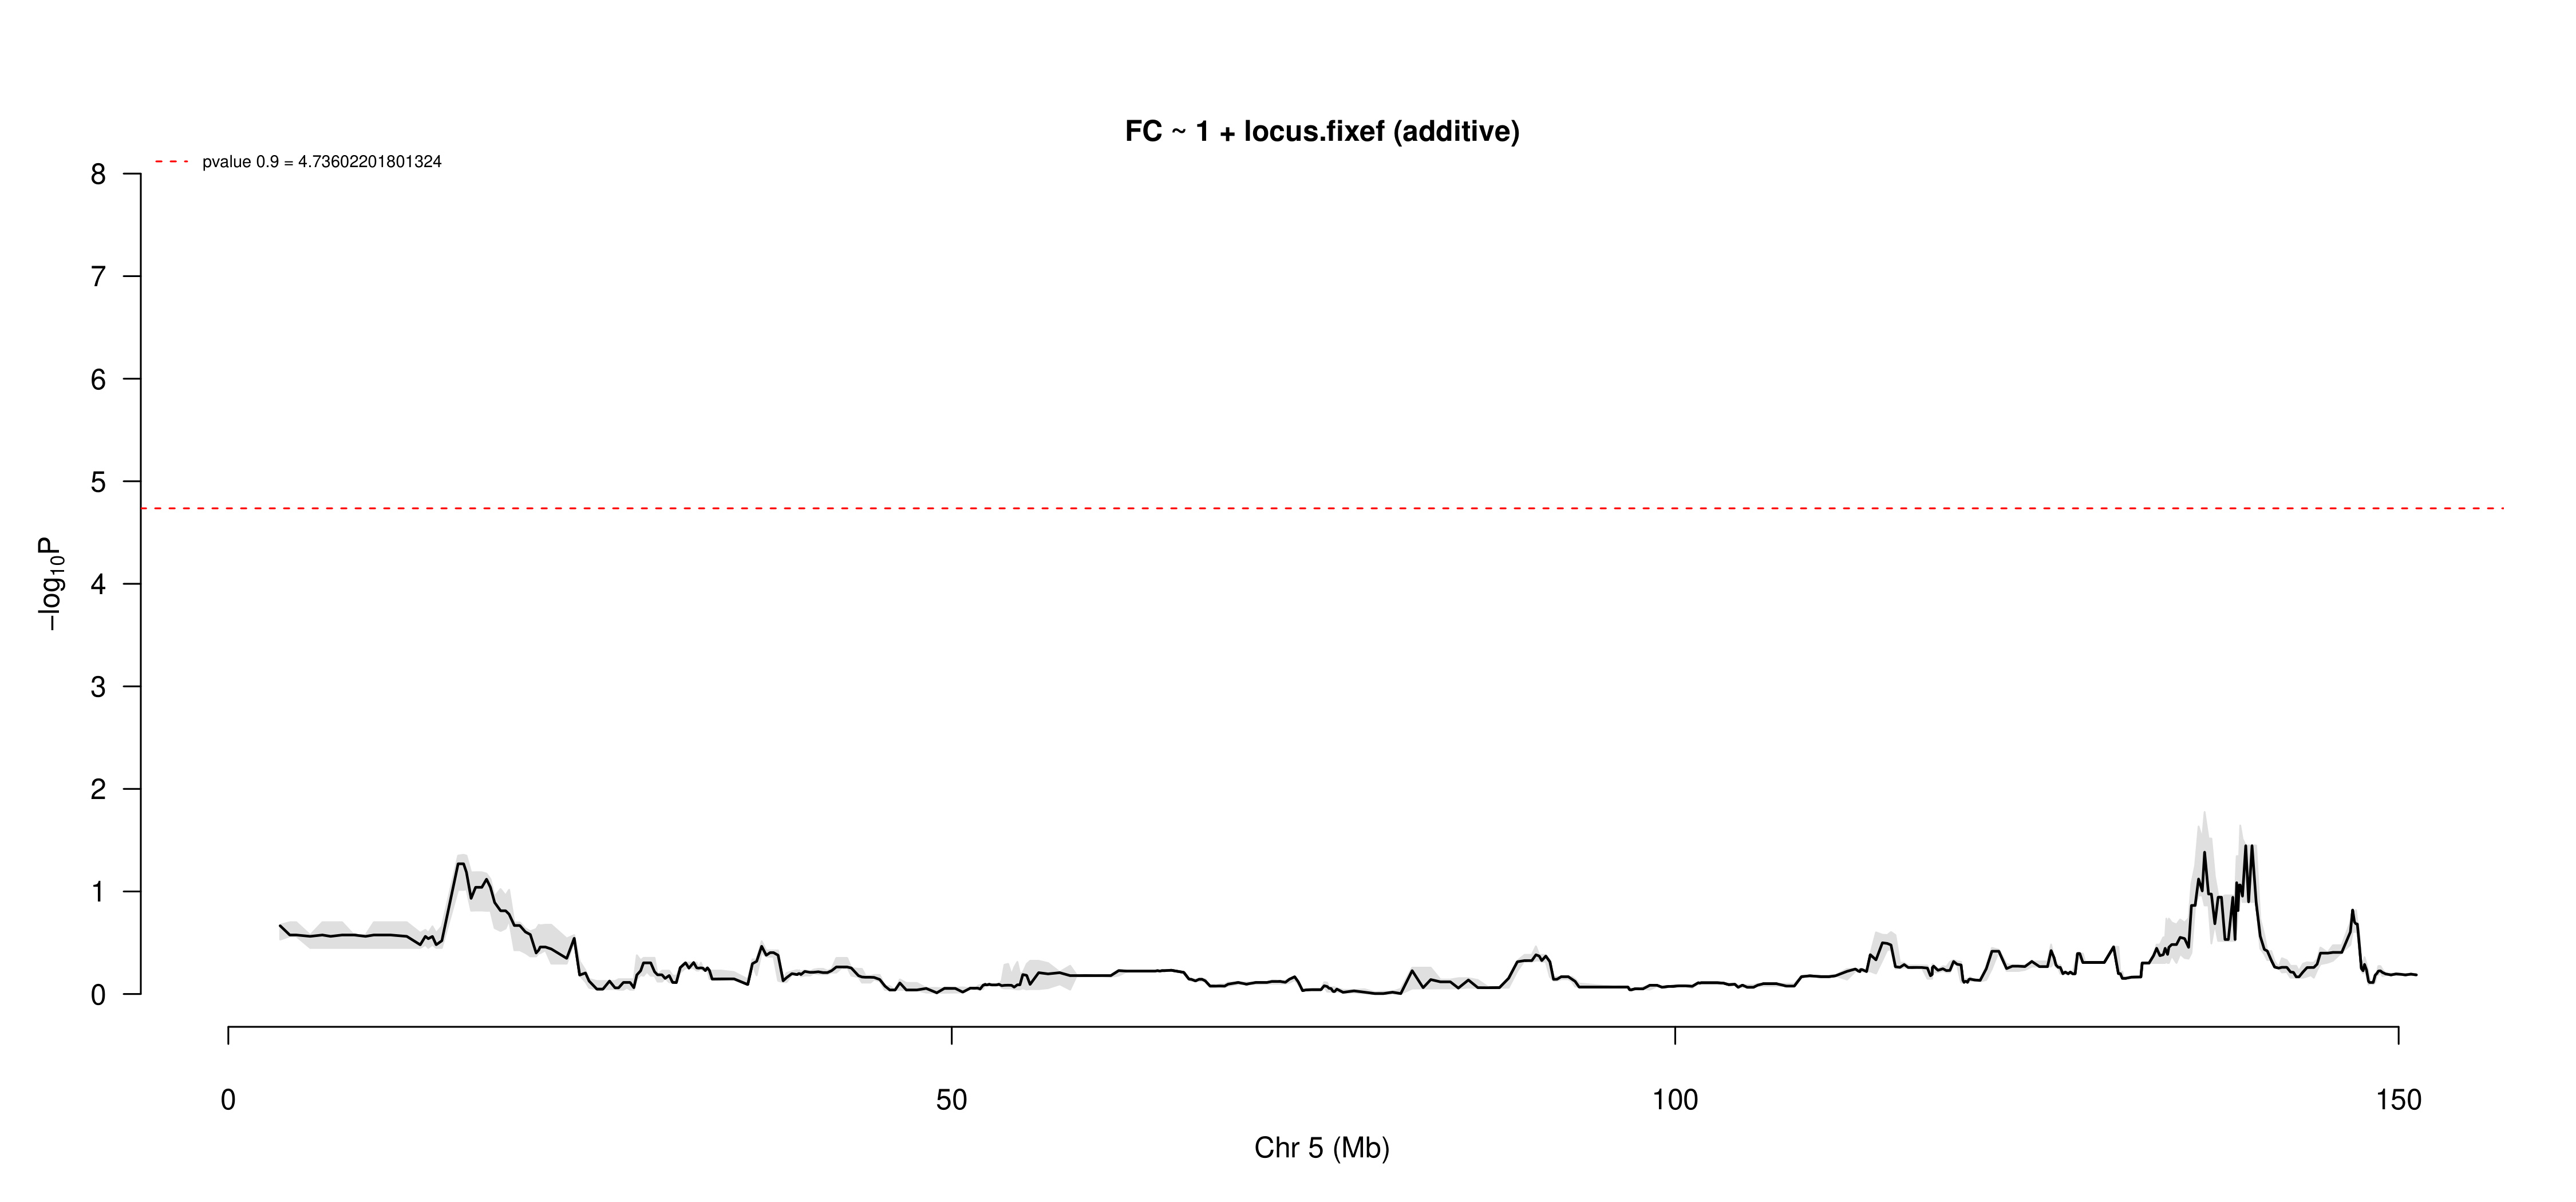 FC ~ 1 + locus.fixef (additive)
pvalue 0.9 = 4.73602201801324
8
7
6
5
4
3
2
1
0
−log10P
0 50 100 150
Chr 5 (Mb)